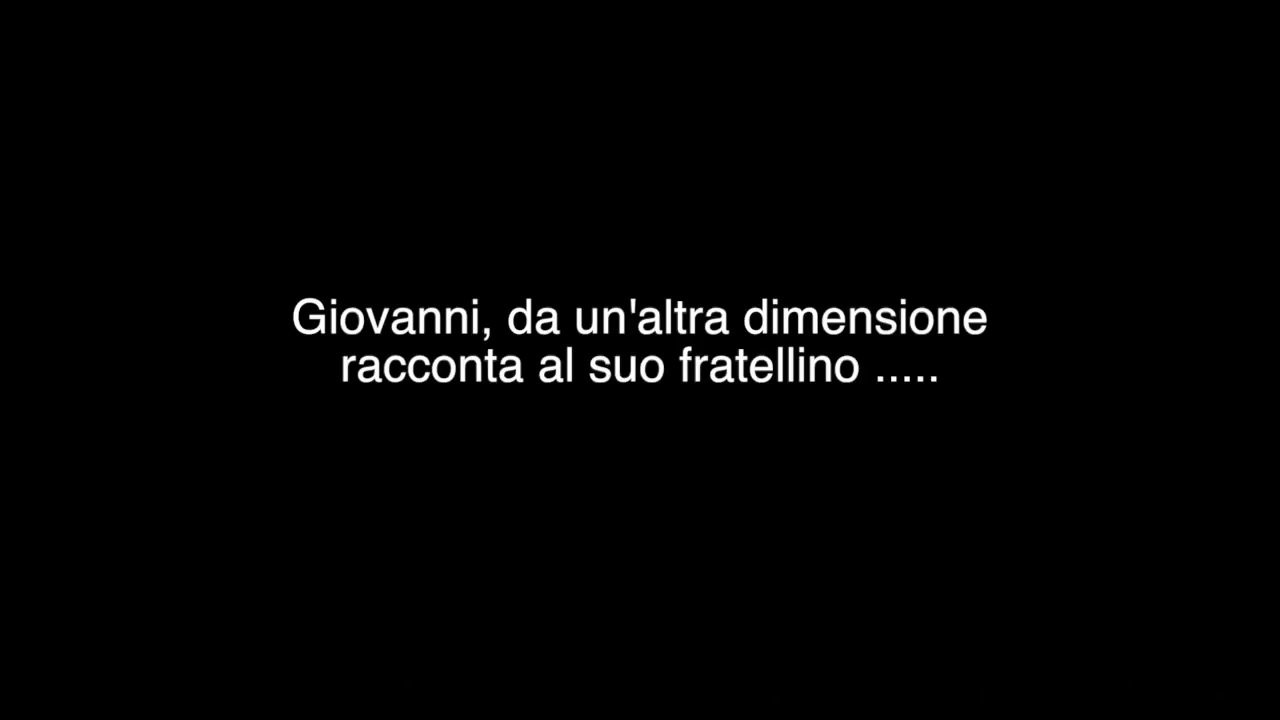 Giovanni, da un'altra dimensione
racconta al suo fratellino .....